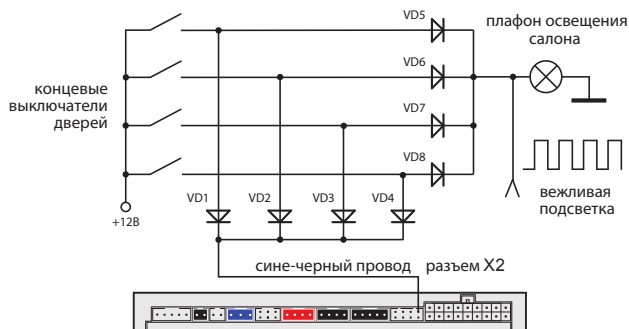 VD5
плафон освещения
салона
VD6
концевые
выключатели
дверей
VD7
VD8
вежливая
подсветка
VD1
VD2
VD3
VD4
+12В
сине-черный провод
разъем X2